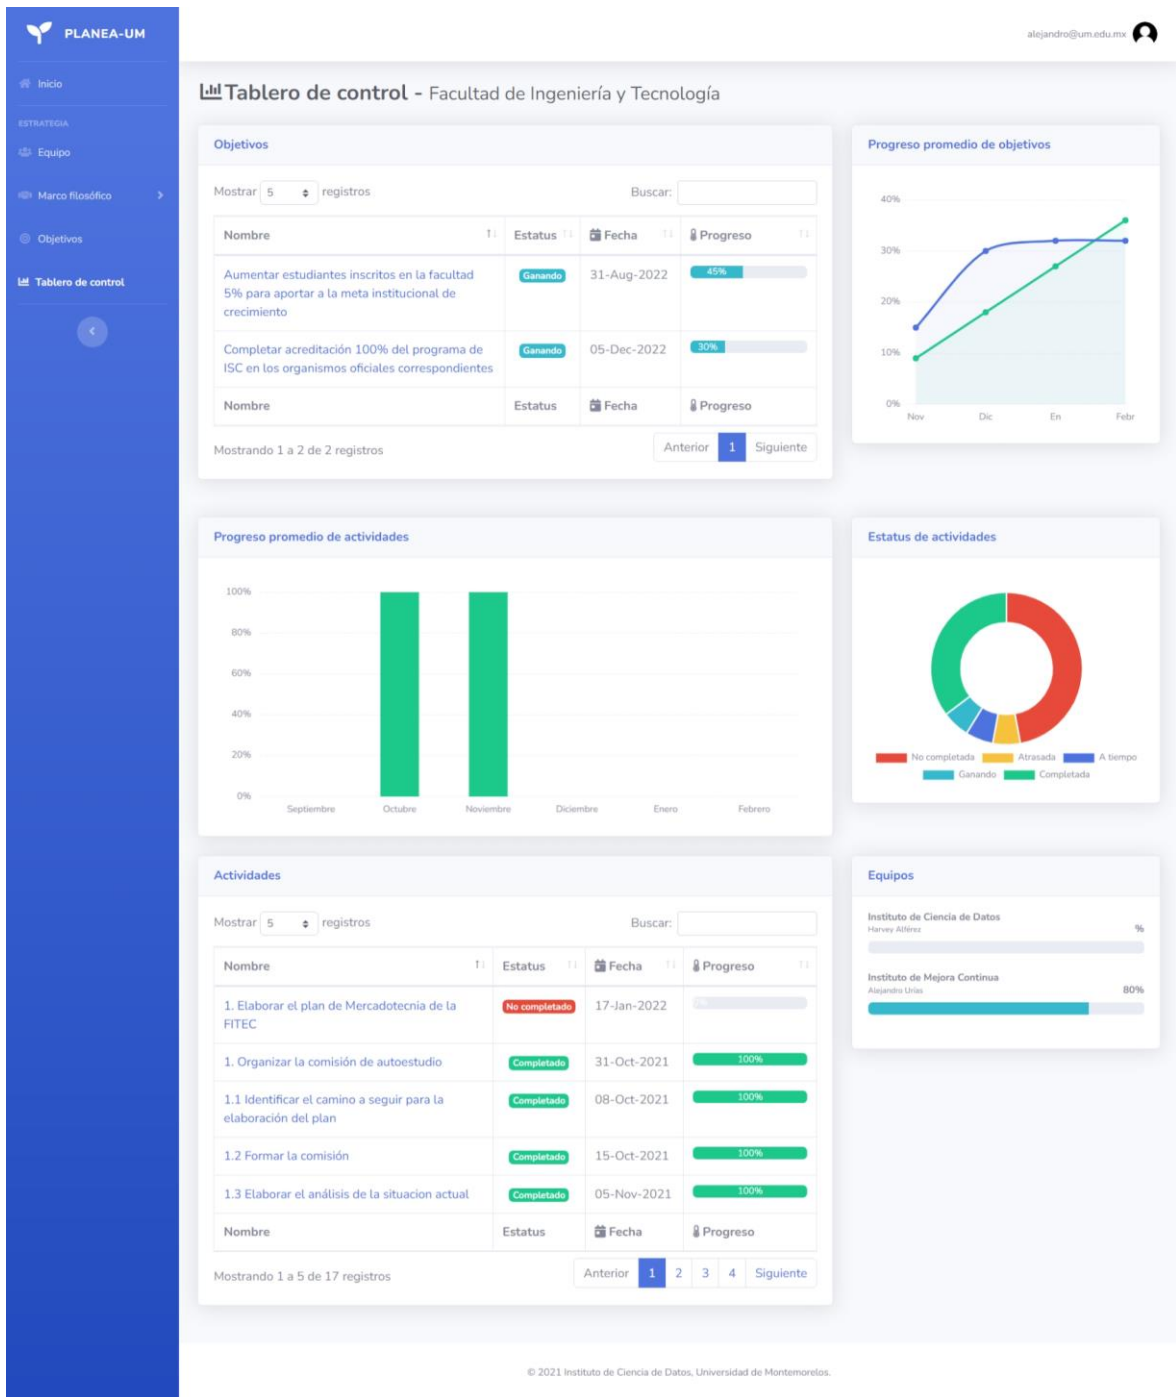 PLANEA-UM
alejandro@um.edu.mx
Inicio
ESTRATEGIA
Equipo
Marco filosófico
Objetivos
Tablero de control
Tablero de control - Facultad de Ingeniería y Tecnología
Objetivos
Mostrar 5 registros
Buscar:
Nombre Estatus Fecha Progreso
Aumentar estudiantes inscritos en la facultad
5% para aportar a la meta institucional de
crecimiento
Ganando 31-Aug-2022 45%
Completar acreditación 100% del programa de
ISC en los organismos oficiales correspondientes
Ganando 05-Dec-2022 30%
Nombre Estatus Fecha Progreso
Mostrando 1 a 2 de 2 registros
Anterior 1 Siguiente
Progreso promedio de objetivos
40%
30%
20%
10%
0%
Nov Dic En Febr
Progreso promedio de actividades
100%
80%
60%
40%
20%
0%
Septiembre Octubre Noviembre Diciembre Enero Febrero
Estatus de actividades
No completada Atrasada A tiempo
Ganando Completada
Actividades
Mostrar 5 registros
Buscar:
Nombre Estatus Fecha Progreso
1. Elaborar el plan de Mercadotecnia de la
FITEC
No completado 17-Jan-2022
1. Organizar la comisión de autoestudio Completado 31-Oct-2021 100%
1.1 Identificar el camino a seguir para la
elaboración del plan
Completado 08-Oct-2021 100%
1.2 Formar la comisión Completado 15-Oct-2021 100%
1.3 Elaborar el análisis de la situacion actual Completado 05-Nov-2021 100%
Nombre Estatus Fecha Progreso
Mostrando 1 a 5 de 17 registros
Anterior 1 2 3 4 Siguiente
Equipos
Instituto de Ciencia de Datos
Harvey Alférez %
Instituto de Mejora Continua
Alejandro Urías 80%
© 2021 Instituto de Ciencia de Datos, Universidad de Montemorelos.